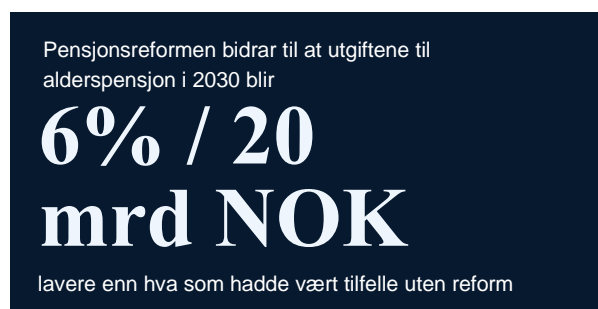 Pensjonsreformen bidrar til at utgiftene til
alderspensjon i 2030 blir
6% / 20
mrd NOK
lavere enn hva som hadde vært tilfelle uten reform